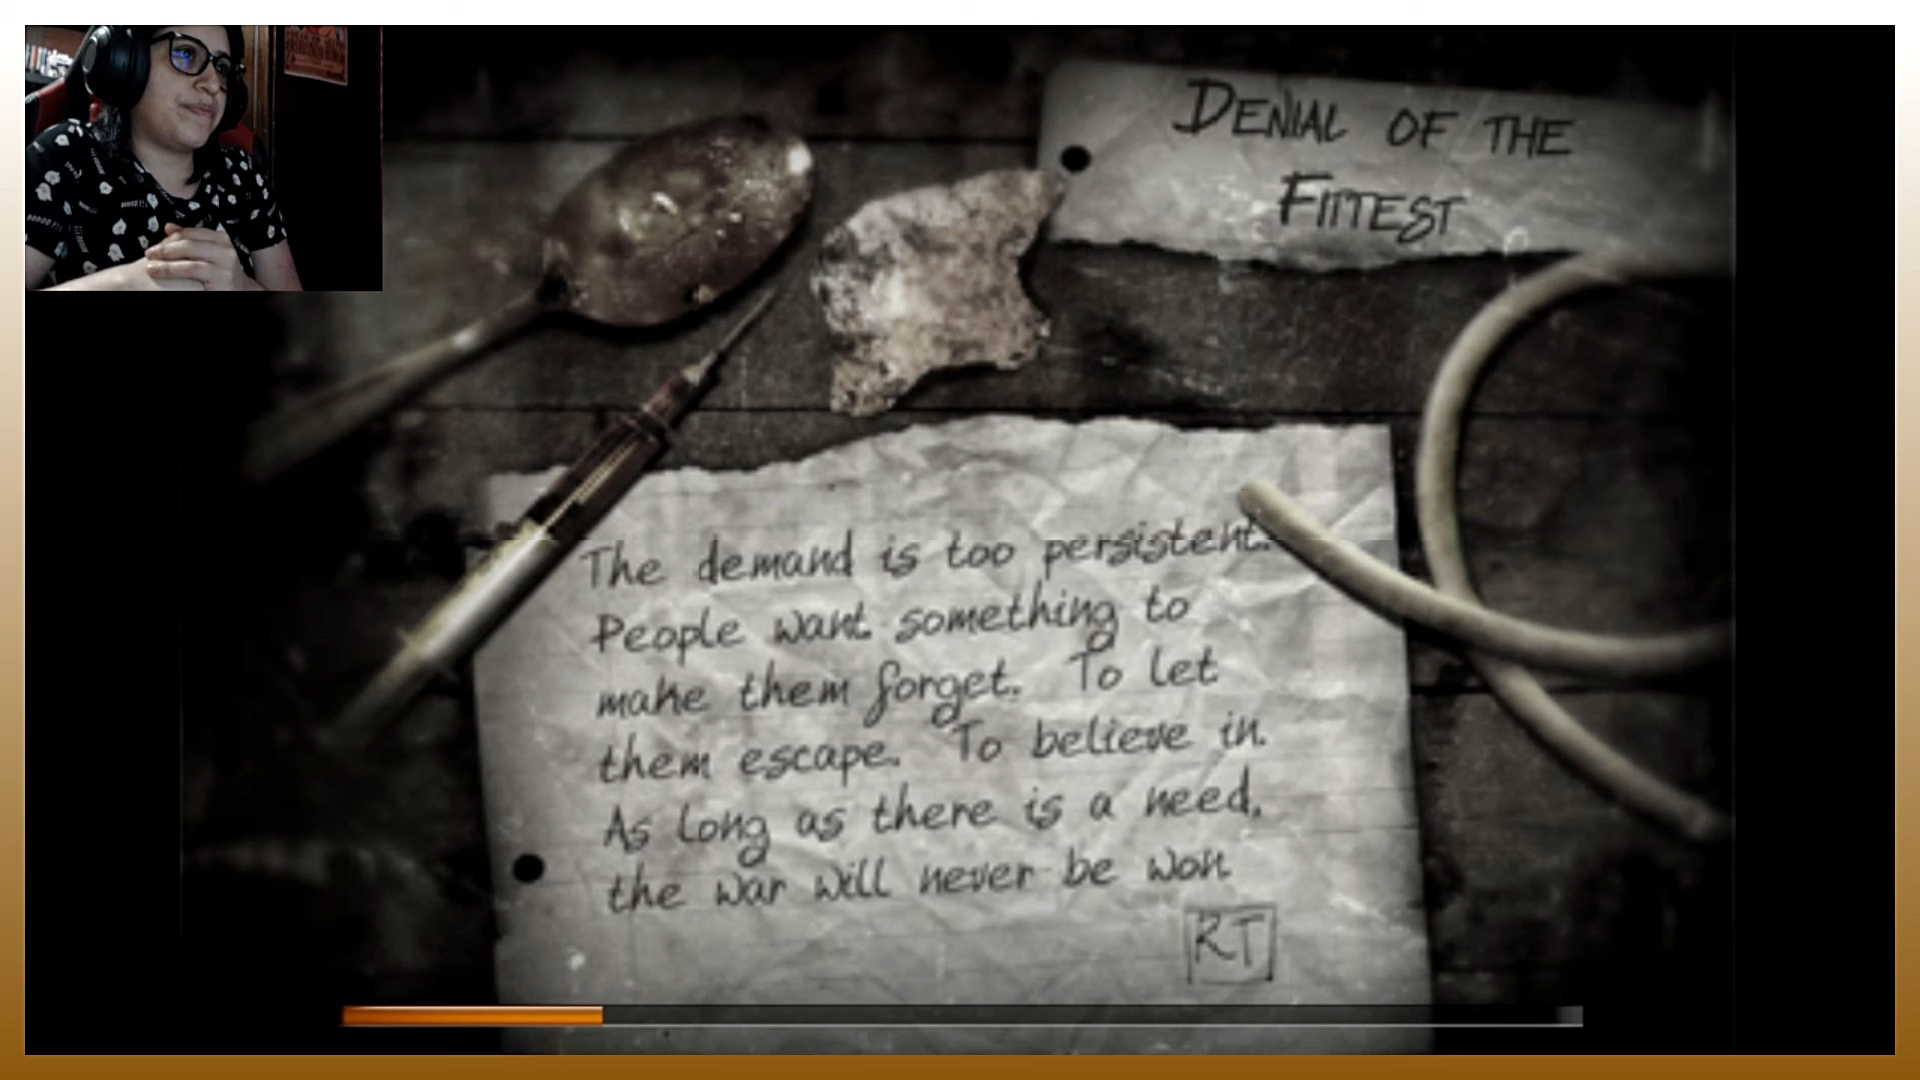 DENIAL OF THE
FITTEST
The demand is too persistent.
People want something to
make them forget. To let
them escape. To believe in.
As long as there is a need,
the war will never be won
RT